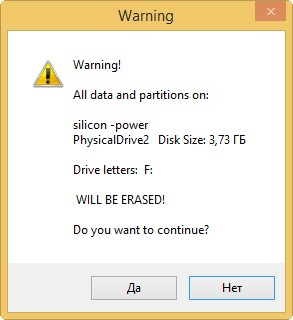 Warning
Warning!
All data and partitions on:
silicon -power
PhysicalDrive2   Disk Size: 3,73 ГБ
Drive letters:  F:
WILL BE ERASED!
Do you want to continue?
Да
Нет